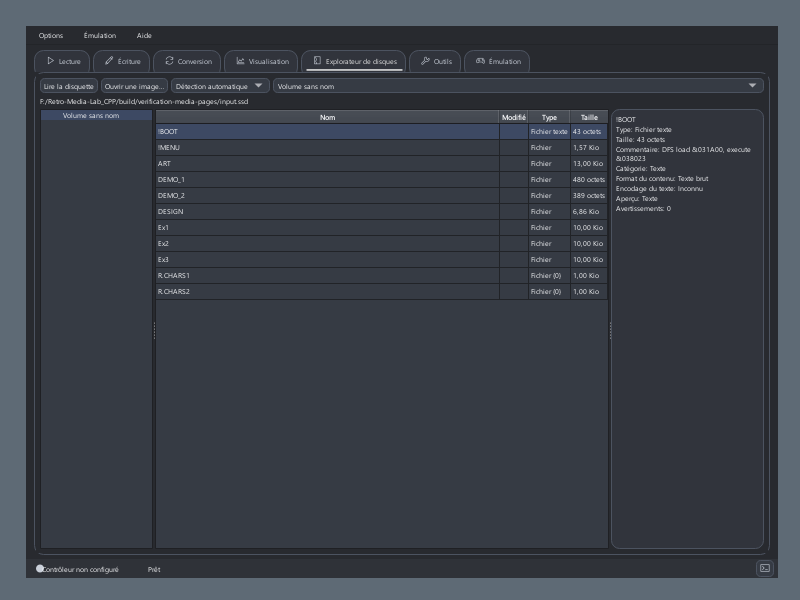 Options Émulation Aide
Lecture Écriture Conversion Visualisation Explorateur de disques Outils Émulation
Lire la disquette Ouvrir une image... Détection automatique Volume sans nom
F:/Retro-Media-Lab_CPP/build/verification-media-pages/input.ssd
Volume sans nom
Nom Modifié Type Taille
!BOOT Fichier texte 43 octets
!MENU Fichier 1,57 Kio
ART Fichier 13,00 Kio
DEMO_1 Fichier 480 octets
DEMO_2 Fichier 389 octets
DESIGN Fichier 6,86 Kio
Ex1 Fichier 10,00 Kio
Ex2 Fichier 10,00 Kio
Ex3 Fichier 10,00 Kio
R.CHARS1 Fichier (0) 1,00 Kio
R.CHARS2 Fichier (0) 1,00 Kio
!BOOT
Type: Fichier texte
Taille: 43 octets
Commentaire: DFS load &031A00, execute
&038023
Catégorie: Texte
Format du contenu: Texte brut
Encodage du texte: Inconnu
Aperçu: Texte
Avertissements: 0
Contrôleur non configuré Prêt